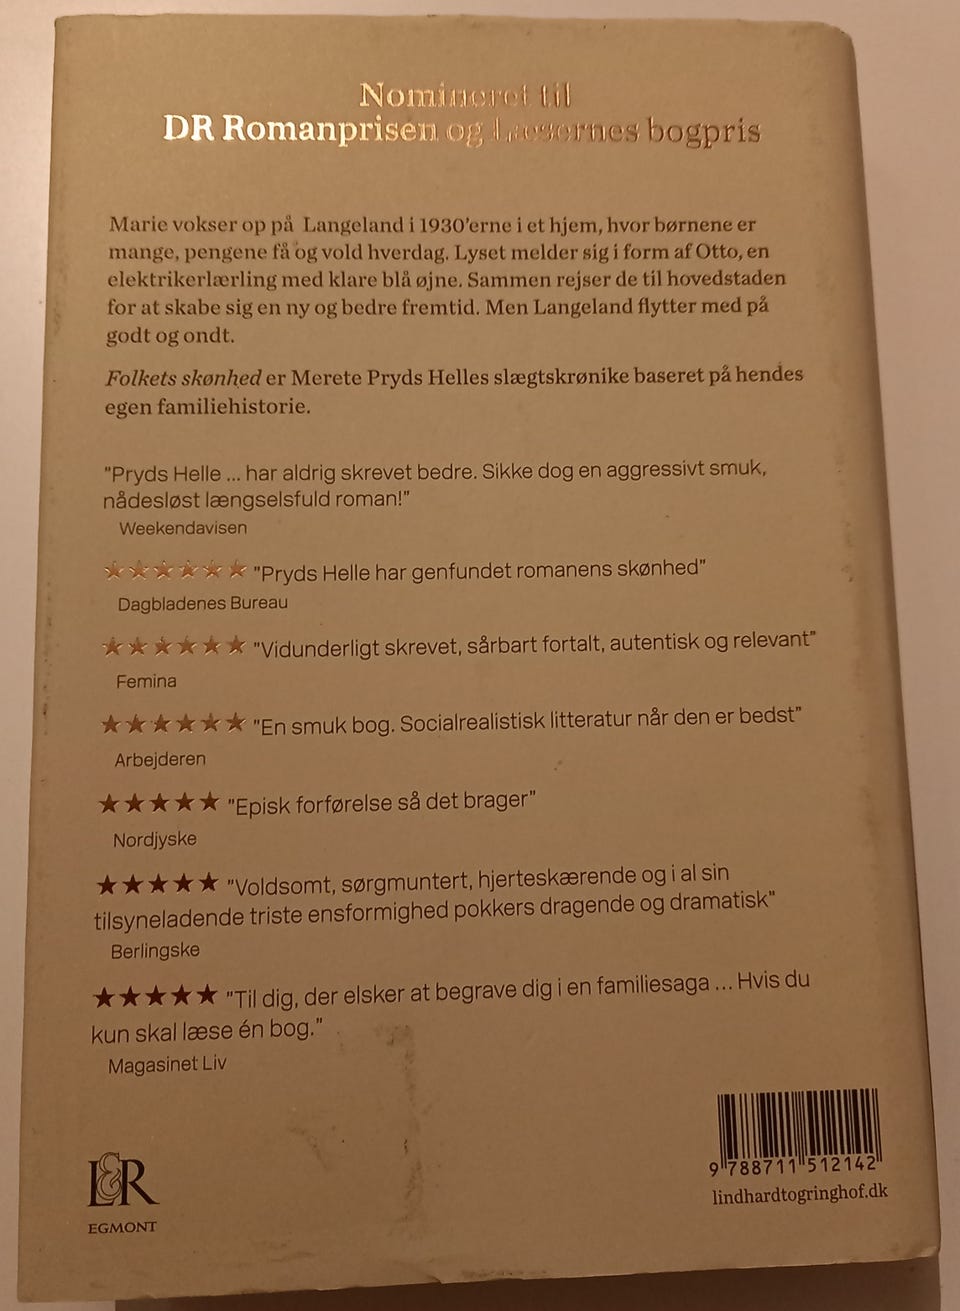 Nomineret til
DR Romanprisen og Læsernes bogpris
Marie vokser op på Langeland i 1930'erne i et hjem, hvor børnene er
mange, pengene få og vold hverdag. Lyset melder sig i form af Otto, en
elektrikerlærling med klare blå øjne. Sammen rejser de til hovedstaden
for at skabe sig en ny og bedre fremtid. Men Langeland flytter med på
godt og ondt.
Folkets skønhed er Merete Pryds Helles slægtskrønike baseret på hendes
egen familiehistorie.
"Pryds Helle ... har aldrig skrevet bedre. Sikke dog en aggressivt smuk,
nådesløst længselsfuld roman!"
Weekendavisen
★★★★★★ "Pryds Helle har genfundet romanens skønhed"
Dagbladenes Bureau
★★★★★★ "Vidunderligt skrevet, sårbart fortalt, autentisk og relevant"
Femina
★★★★★★ "En smuk bog. Socialrealistisk litteratur når den er bedst"
Arbejderen
★★★★★ "Episk forførelse så det brager"
Nordjyske
★★★★★ "Voldsomt, sørgmuntert, hjerteskærende og i al sin
tilsyneladende triste ensformighed pokkers dragende og dramatisk"
Berlingske
★★★★★ "Til dig, der elsker at begrave dig i en familiesaga ... Hvis du
kun skal læse én bog."
Magasinet Liv
L&R
EGMONT
9 788711 512142
lindhardtogringhof.dk